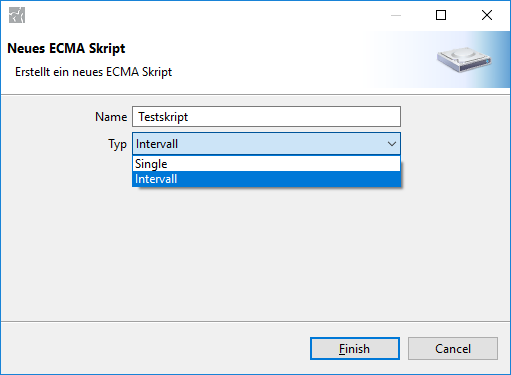 Neues ECMA Skript
Erstellt ein neues ECMA Skript
Name Testskript
Typ Intervall
Single
Intervall
Finish Cancel